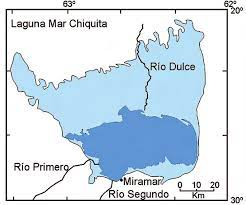 63° 62° 20°
Laguna Mar Chiquita
Río Dulce
Río Primero
Miramar
Río Segundo
0 10 20
Km
30°